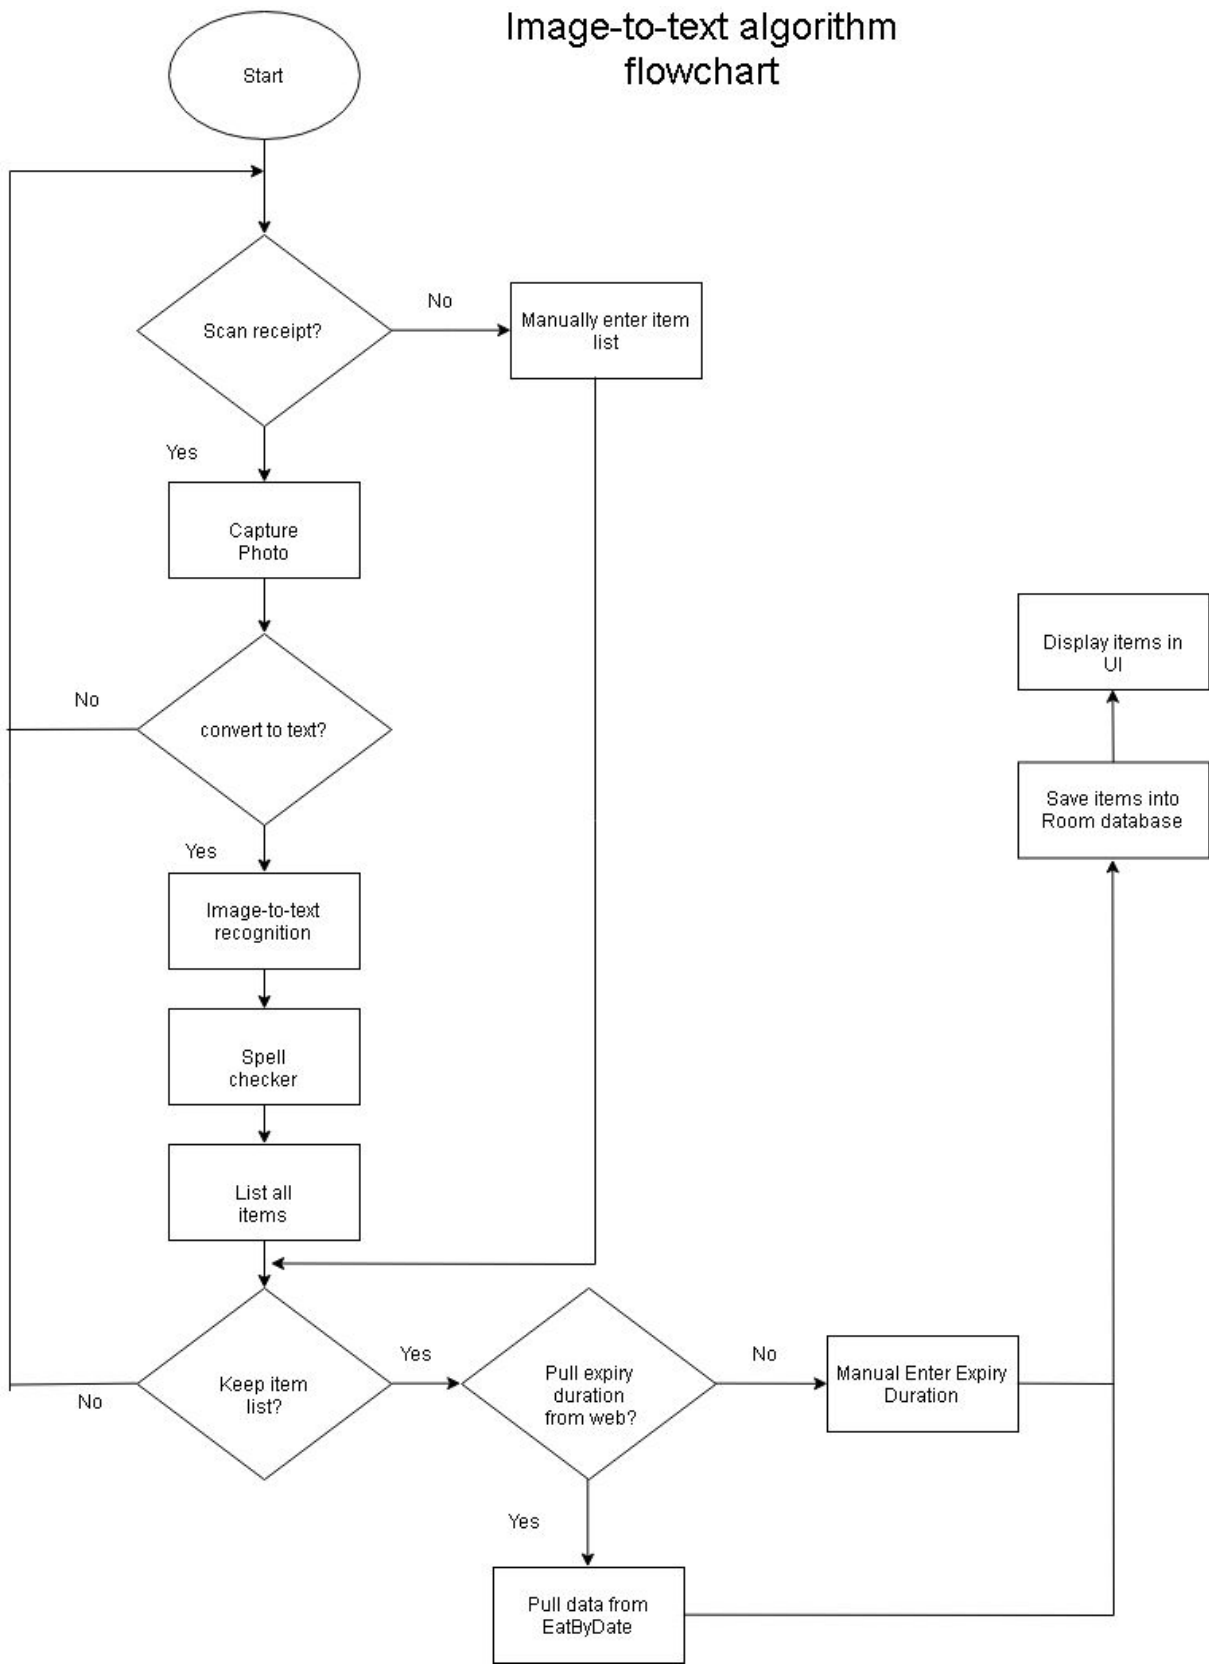 Image-to-text algorithm
flowchart
Start
Scan receipt?
No
Manually enter item
list
Yes
Capture
Photo
convert to text?
No
Yes
Image-to-text
recognition
Spell
checker
List all
items
Keep item
list?
No
Yes
Pull expiry
duration
from web?
No
Manual Enter Expiry
Duration
Yes
Pull data from
EatByDate
Save items into
Room database
Display items in
UI